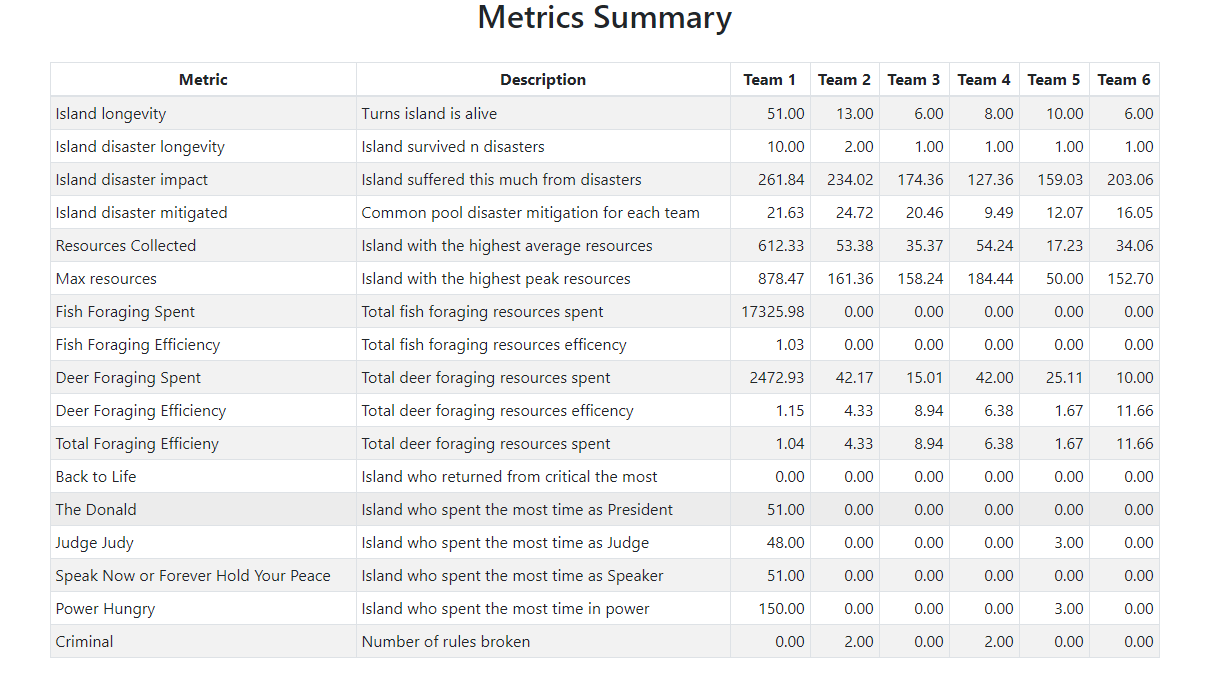 Metrics Summary
Metric Description Team 1 Team 2 Team 3 Team 4 Team 5 Team 6
Island longevity Turns island is alive 51.00 13.00 6.00 8.00 10.00 6.00
Island disaster longevity Island survived n disasters 10.00 2.00 1.00 1.00 1.00 1.00
Island disaster impact Island suffered this much from disasters 261.84 234.02 174.36 127.36 159.03 203.06
Island disaster mitigated Common pool disaster mitigation for each team 21.63 24.72 20.46 9.49 12.07 16.05
Resources Collected Island with the highest average resources 612.33 53.38 35.37 54.24 17.23 34.06
Max resources Island with the highest peak resources 878.47 161.36 158.24 184.44 50.00 152.70
Fish Foraging Spent Total fish foraging resources spent 17325.98 0.00 0.00 0.00 0.00 0.00
Fish Foraging Efficiency Total fish foraging resources efficency 1.03 0.00 0.00 0.00 0.00 0.00
Deer Foraging Spent Total deer foraging resources spent 2472.93 42.17 15.01 42.00 25.11 10.00
Deer Foraging Efficiency Total deer foraging resources efficency 1.15 4.33 8.94 6.38 1.67 11.66
Total Foraging Efficieny Total deer foraging resources spent 1.04 4.33 8.94 6.38 1.67 11.66
Back to Life Island who returned from critical the most 0.00 0.00 0.00 0.00 0.00 0.00
The Donald Island who spent the most time as President 51.00 0.00 0.00 0.00 0.00 0.00
Judge Judy Island who spent the most time as Judge 48.00 0.00 0.00 0.00 3.00 0.00
Speak Now or Forever Hold Your Peace Island who spent the most time as Speaker 51.00 0.00 0.00 0.00 0.00 0.00
Power Hungry Island who spent the most time in power 150.00 0.00 0.00 0.00 3.00 0.00
Criminal Number of rules broken 0.00 2.00 0.00 2.00 0.00 0.00